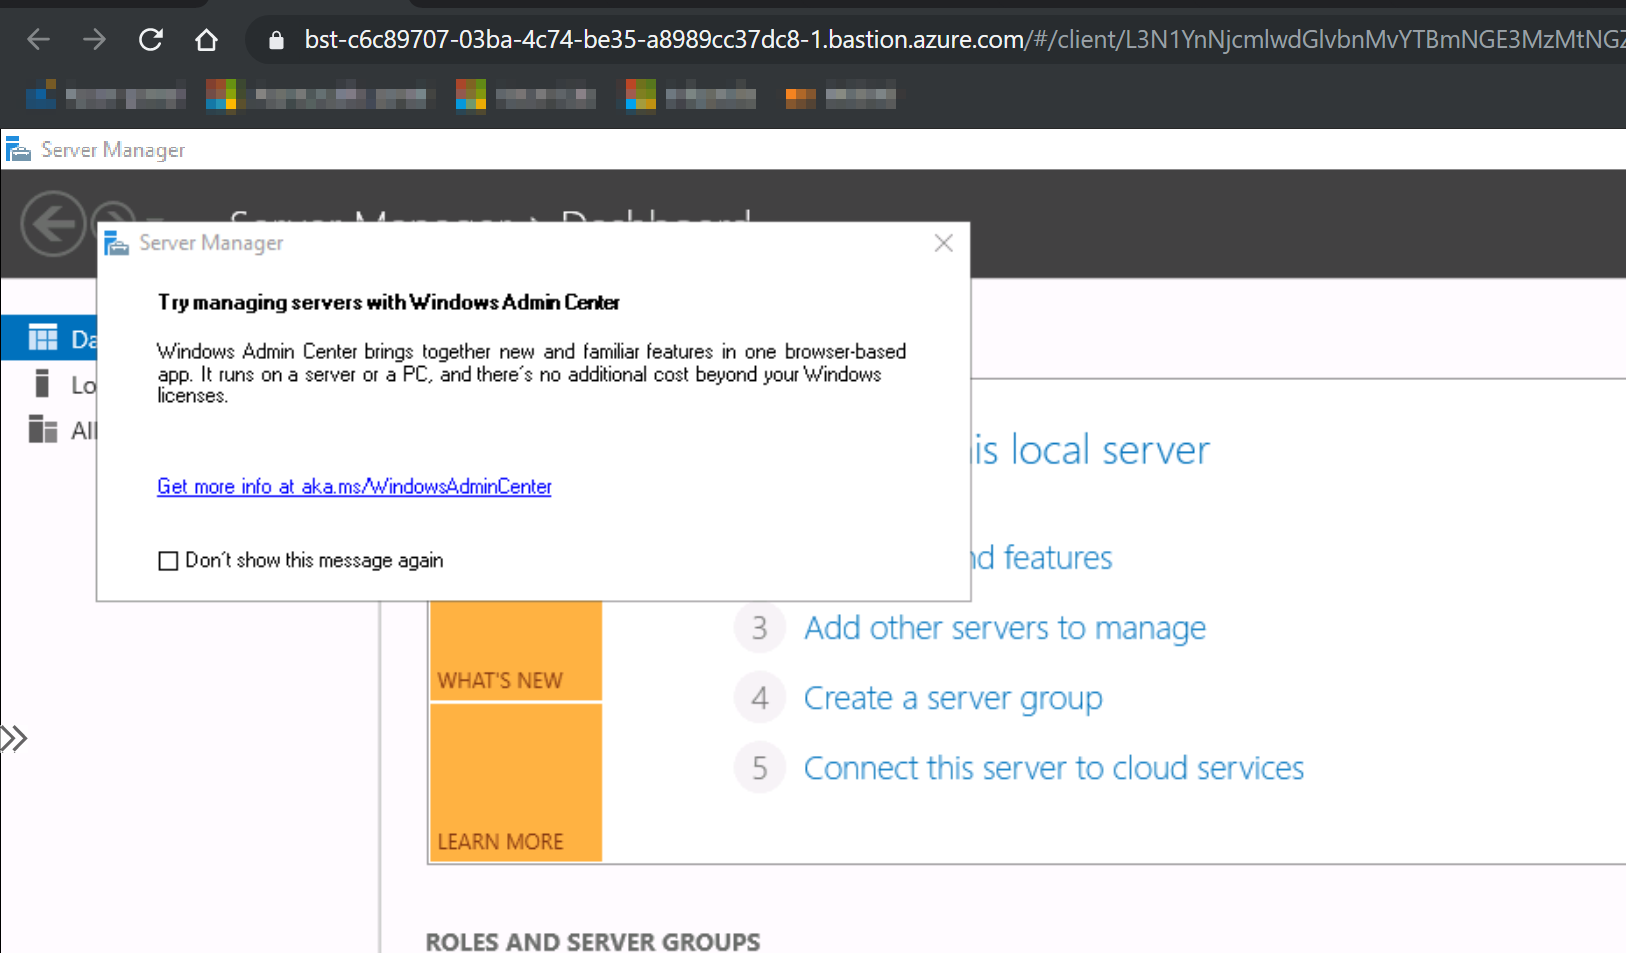 bst-c6c89707-03ba-4c74-be35-a8989cc37dc8-1.bastion.azure.com/#/client/L3N1YnNjcmlwdGlvbnMvYTBmNGE3MzMtNGZ
Server Manager
Server Manager
Dashboard
Server Manager
Try managing servers with Windows Admin Center
Windows Admin Center brings together new and familiar features in one browser-based
app. It runs on a server or a PC, and there's no additional cost beyond your Windows
licenses.
Get more info at aka.ms/WindowsAdminCenter
Don't show this message again
Da
Lo
All
is local server
nd features
3 Add other servers to manage
4 Create a server group
5 Connect this server to cloud services
WHAT'S NEW
LEARN MORE
ROLES AND SERVER GROUPS